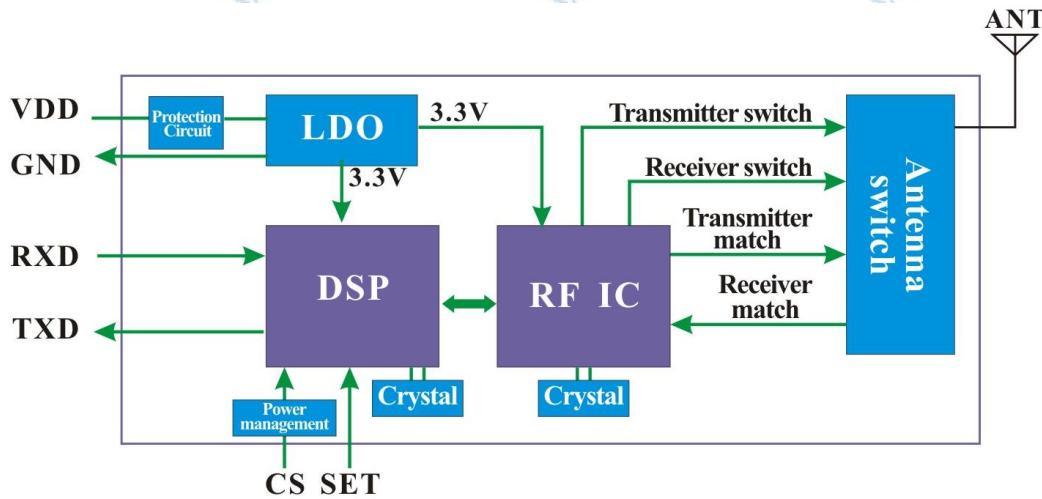 ANT
VDD
Protection
Circuit
LDO
3.3V
Transmitter switch
GND
3.3V
Receiver switch
Antenna
switch
Transmitter
match
RXD
DSP
RF IC
Receiver
match
TXD
Crystal
Crystal
Power
management
CS SET